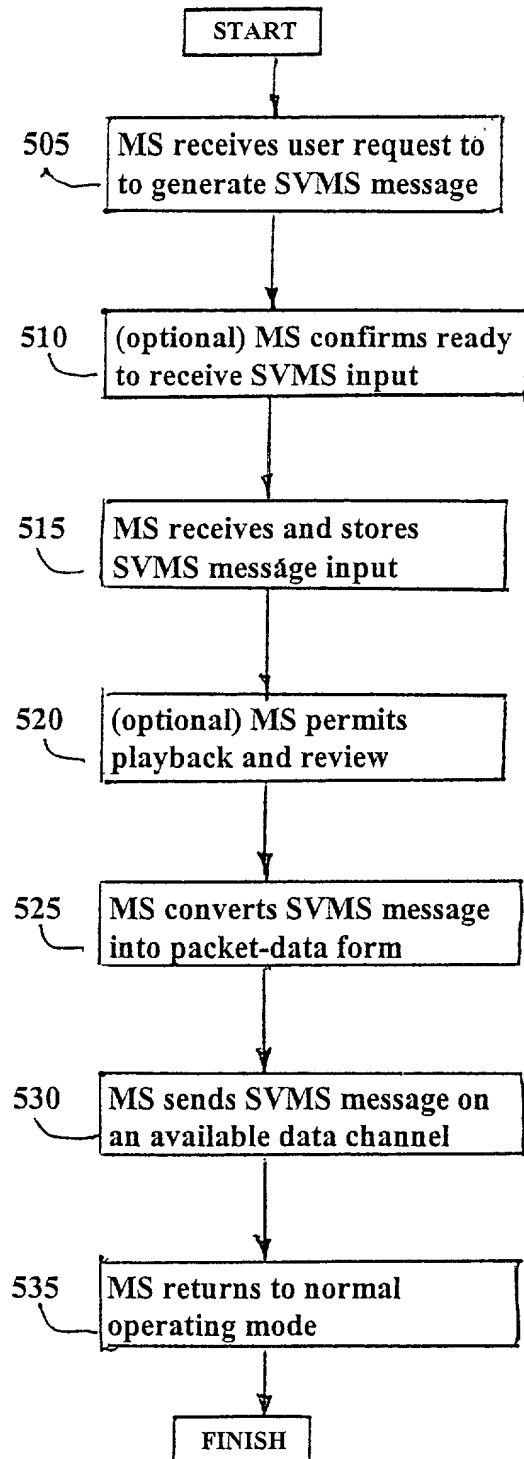 START
505
MS receives user request to
to generate SVMS message
510
(optional) MS confirms ready
to receive SVMS input
515
MS receives and stores
SVMS message input
520
(optional) MS permits
playback and review
525
MS converts SVMS message
into packet-data form
530
MS sends SVMS message on
an available data channel
535
MS returns to normal
operating mode
FINISH